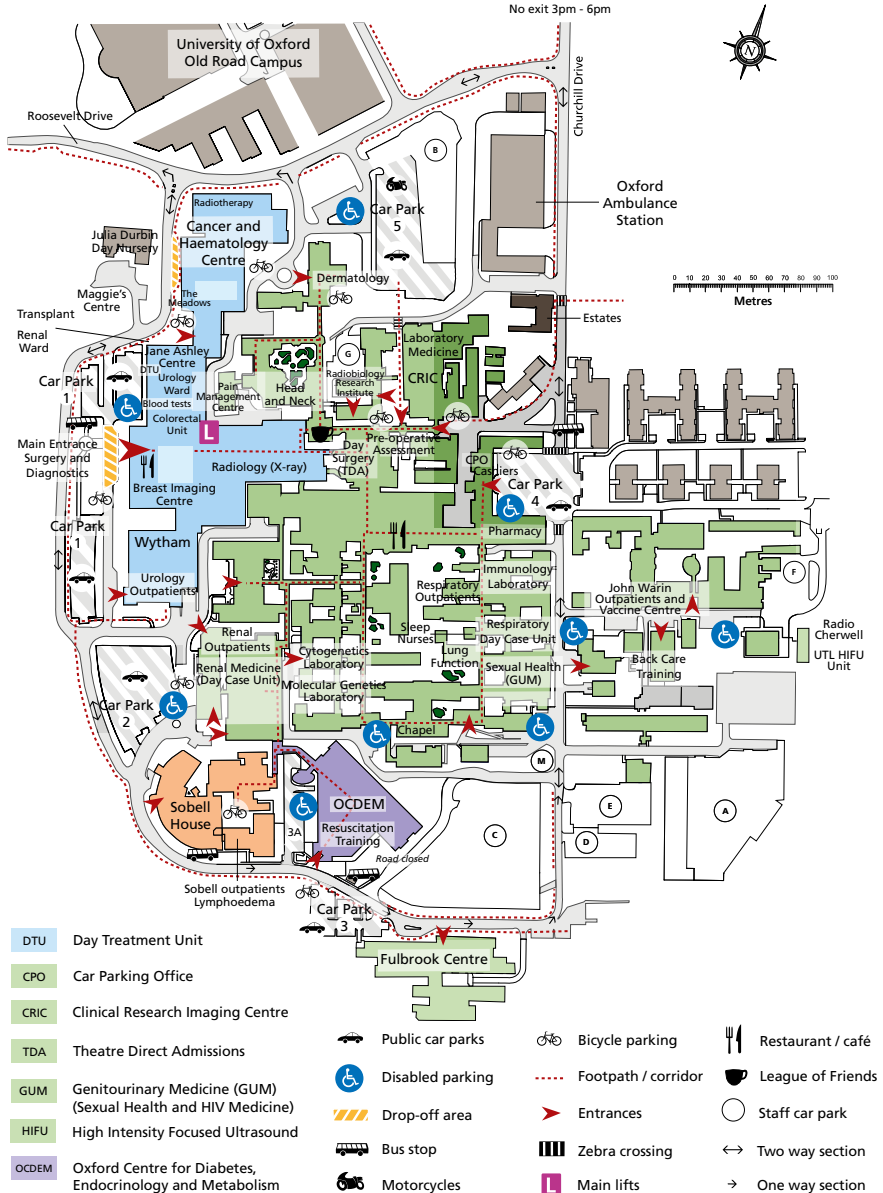 No exit 3pm - 6pm
N
University of Oxford
Old Road Campus
Churchill Drive
Roosevelt Drive
B
Radiotherapy
Oxford
Ambulance
Station
Car Park
5
Cancer and
Haematology
Centre
Julia Durbin
Day Nursery
Dermatology
0 10 20 30 40 50 60 70 80 90 100
Metres
Maggie's
Centre
The
Meadows
Transplant
Renal
Ward
Estates
Laboratory
Medicine
CRIC
G
Jane Ashley
Centre
DTU
Urology
Ward
Radiobiology
Research
Institute
Car Park
1
Pain
Management
Centre
Head
and Neck
Blood tests
Colorectal
Unit
L
Main Entrance
Surgery and
Diagnostics
Pre-operative
Assessment
Day
Surgery
(TDA)
Radiology (X-ray)
CPO
Cashiers
Car Park
4
Breast Imaging
Centre
Car Park
1
Wytham
Pharmacy
Immunology
Laboratory
F
Urology
Outpatients
Respiratory
Outpatients
John Warin
Outpatients and
Vaccine Centre
Sleep
Nurses
Respiratory
Day Case Unit
Radio
Cherwell
Renal
Outpatients
Cytogenetics
Laboratory
Lung
Function
UTL HIFU
Unit
Renal Medicine
(Day Case Unit)
Sexual Health
(GUM)
Back Care
Training
Molecular Genetics
Laboratory
Car Park
2
Chapel
M
Sobell
House
OCDEM
E
A
3A
Resuscitation
Training
C
D
Road closed
Sobell outpatients
Lymphoedema
Car Park
3
Fulbrook Centre
DTU Day Treatment Unit
CPO Car Parking Office
CRIC Clinical Research Imaging Centre
TDA Theatre Direct Admissions
GUM Genitourinary Medicine (GUM)
(Sexual Health and HIV Medicine)
HIFU High Intensity Focused Ultrasound
OCDEM Oxford Centre for Diabetes,
Endocrinology and Metabolism
Public car parks
Disabled parking
Drop-off area
Bus stop
Motorcycles
Bicycle parking
Footpath / corridor
Entrances
Zebra crossing
L Main lifts
Restaurant / café
League of Friends
Staff car park
Two way section
One way section